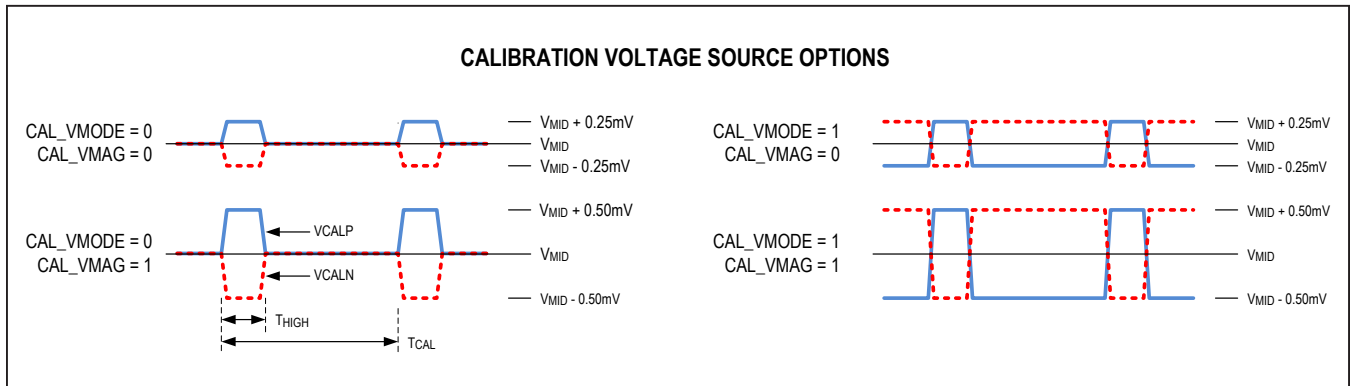 CALIBRATION VOLTAGE SOURCE OPTIONS
CAL_VMODE = 0
CAL_VMAG = 0
VMID + 0.25mV
VMID
VMID - 0.25mV
CAL_VMODE = 0
CAL_VMAG = 1
VCALP
VCALN
VMID + 0.50mV
VMID
VMID - 0.50mV
THIGH
TCAL
CAL_VMODE = 1
CAL_VMAG = 0
VMID + 0.25mV
VMID
VMID - 0.25mV
CAL_VMODE = 1
CAL_VMAG = 1
VMID + 0.50mV
VMID
VMID - 0.50mV